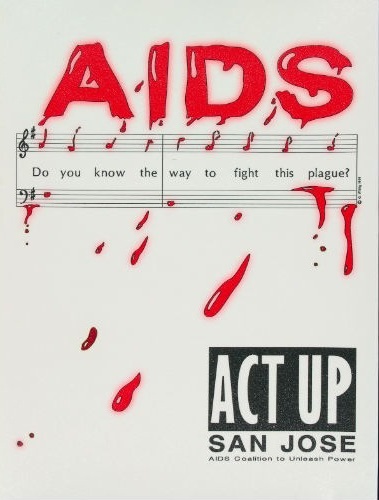 AIDS
Do you know the way to fight this plague?
ACT UP
SAN JOSE
AIDS Coalition to Unleash Power